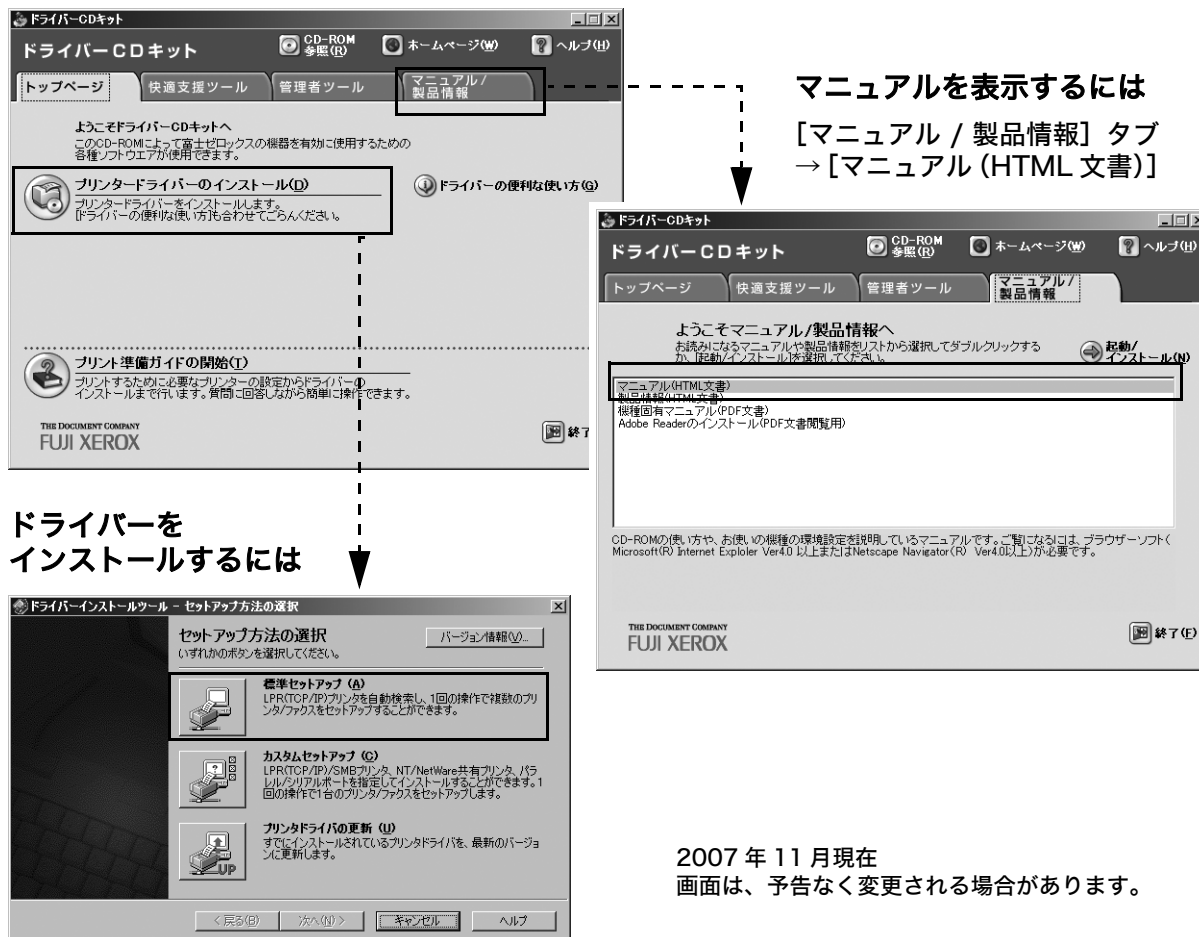 ドライバーCDキット
ドライバーCDキット
CD-ROM
参照(R)
ホームページ(W)
ヘルプ(H)
トップページ
快適支援ツール
管理者ツール
マニュアル/
製品情報
ようこそドライバーCDキットへ
このCD-ROMによって富士ゼロックスの機器を有効に使用するための
各種ソフトウエアが使用できます。
プリンタードライバーのインストール(D)
プリンタードライバーをインストールします。
[ドライバーの便利な使い方]も合わせてごらんください。
ドライバーの便利な使い方(G)
プリント準備ガイドの開始(T)
プリントするために必要なプリンターの設定からドライバーの
インストールまで行います。質問に回答しながら簡単に操作できます。
THE DOCUMENT COMPANY
FUJI XEROX
終了
マニュアルを表示するには
[マニュアル / 製品情報] タブ
→ [マニュアル (HTML 文書)]
ドライバーCDキット
ドライバーCDキット
CD-ROM
参照(R)
ホームページ(W)
ヘルプ(H)
トップページ
快適支援ツール
管理者ツール
マニュアル/
製品情報
ようこそマニュアル/製品情報へ
お読みになるマニュアルや製品情報をリストから選択してダブルクリックする
か、[起動/インストール]を選択してください。
起動/
インストール(N)
マニュアル(HTML文書)
製品情報(HTML文書)
機種固有マニュアル(PDF文書)
Adobe Readerのインストール(PDF文書閲覧用)
CD-ROMの使い方や、お使いの機種の環境設定を説明しているマニュアルです。ご覧になるには、ブラウザーソフト(
Microsoft(R) Internet Exploler Ver4.0 以上またはNetscape Navigator(R) Ver4.0以上)が必要です。
THE DOCUMENT COMPANY
FUJI XEROX
終了(E)
ドライバーを
インストールするには
ドライバーインストールツール - セットアップ方法の選択
セットアップ方法の選択
いずれかのボタンを選択してください。
バージョン情報(V)...
標準セットアップ (A)
LPR(TCP/IP)プリンタを自動検索し、1回の操作で複数のプリ
ンタ/ファクスをセットアップすることができます。
カスタムセットアップ (C)
LPR(TCP/IP)/SMBプリンタ、NT/NetWare共有プリンタ、パラ
レル/シリアルポートを指定してインストールすることができます。1
回の操作で1台のプリンタ/ファクスをセットアップします。
プリンタドライバの更新 (U)
すでにインストールされているプリンタドライバを、最新のバージョ
ンに更新します。
UP
< 戻る(B)
次へ(N) >
キャンセル
ヘルプ
2007 年 11 月現在
画面は、予告なく変更される場合があります。